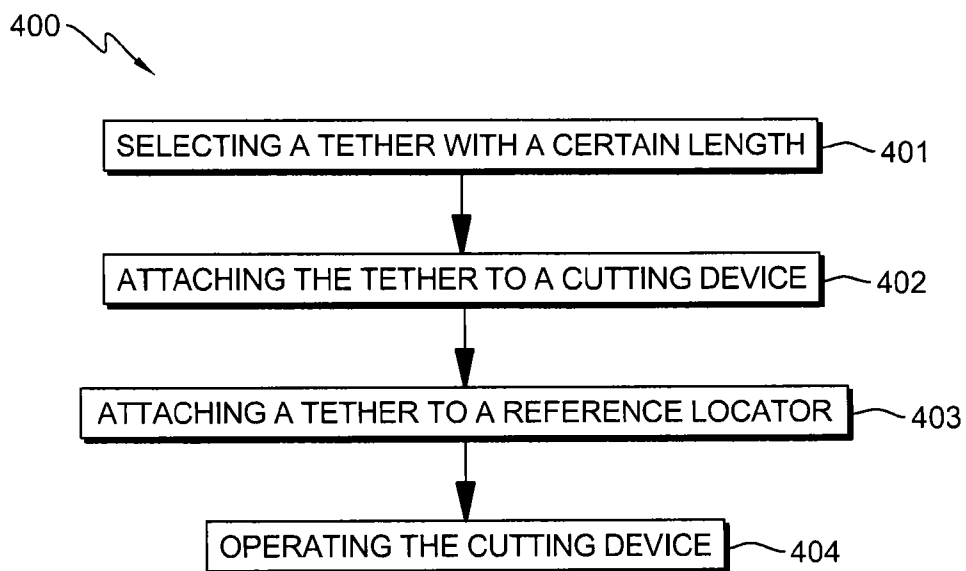 400
SELECTING A TETHER WITH A CERTAIN LENGTH
401
ATTACHING THE TETHER TO A CUTTING DEVICE
402
ATTACHING A TETHER TO A REFERENCE LOCATOR
403
OPERATING THE CUTTING DEVICE
404